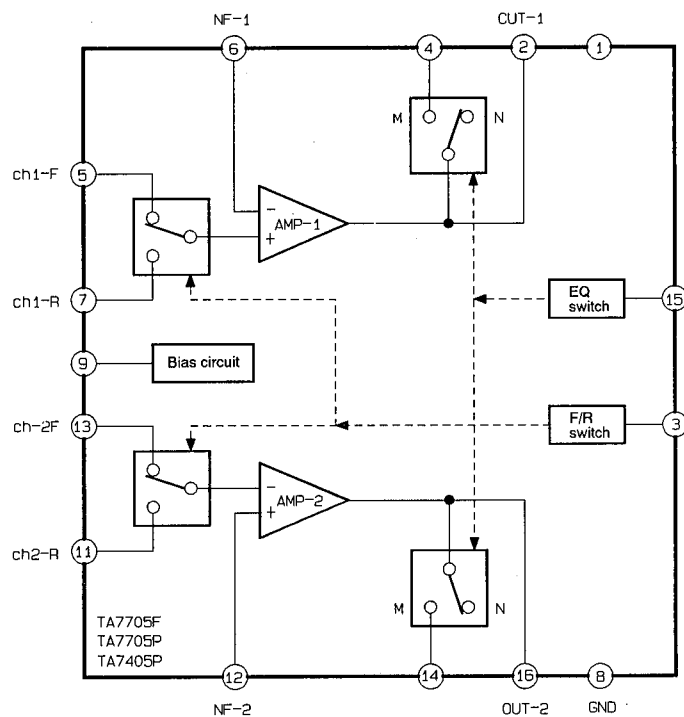 NF-1
CUT-1
6
4
2
1
M
N
ch1-F
5
-
+
AMP-1
ch1-R
7
EQ
switch
15
9
Bias circuit
ch-2F
13
F/R
switch
3
-
+
AMP-2
ch2-R
11
M
N
TA7705F
TA7705P
TA7405P
12
14
16
8
NF-2
OUT-2
GND